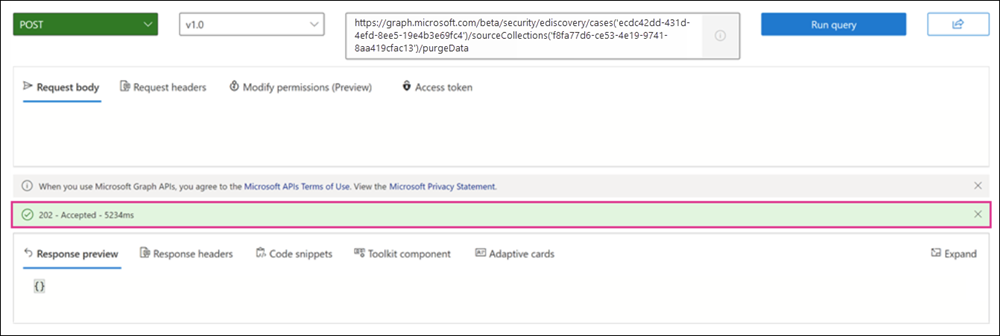 POST
v1.0
https://graph.microsoft.com/beta/security/ediscovery/cases('ecdc42dd-431d-
4efd-8ee5-19e4b3e69fc4')/sourceCollections('f8fa77d6-ce53-4e19-9741-
8aa419cfac13')/purgeData
Run query
Request body
Request headers
Modify permissions (Preview)
Access token
When you use Microsoft Graph APIs, you agree to the Microsoft APIs Terms of Use. View the Microsoft Privacy Statement.
202 - Accepted - 5234ms
Response preview
Response headers
Code snippets
Toolkit component
Adaptive cards
Expand
{}